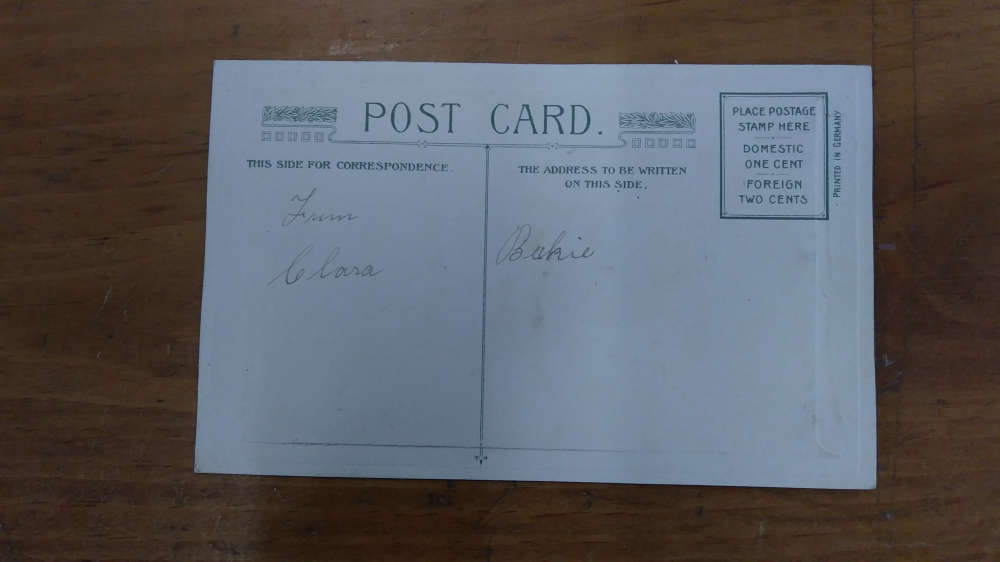 POST CARD.
THIS SIDE FOR CORRESPONDENCE.
THE ADDRESS TO BE WRITTEN
ON THIS SIDE.
PLACE POSTAGE
STAMP HERE
DOMESTIC
ONE CENT
FOREIGN
TWO CENTS
PRINTED IN GERMANY
From
Clara
Beckie